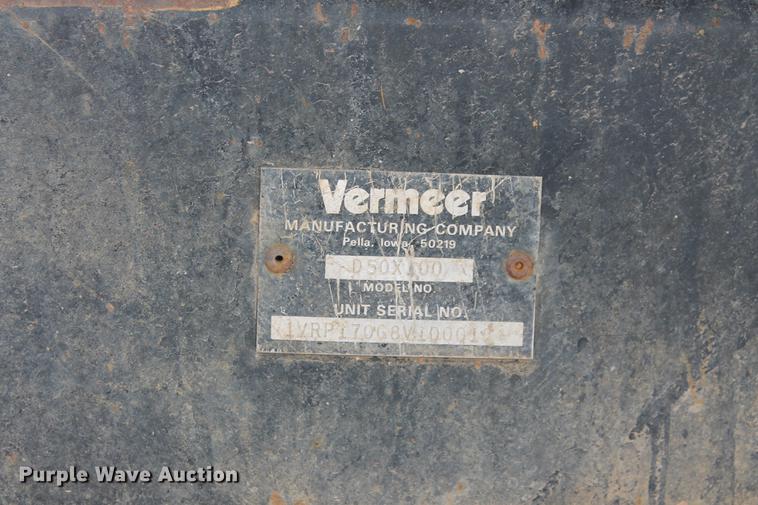 Vermeer
MANUFACTURING COMPANY
Pella, Iowa, 50219
D50X100
MODEL NO.
UNIT SERIAL NO.
Purple Wave Auction